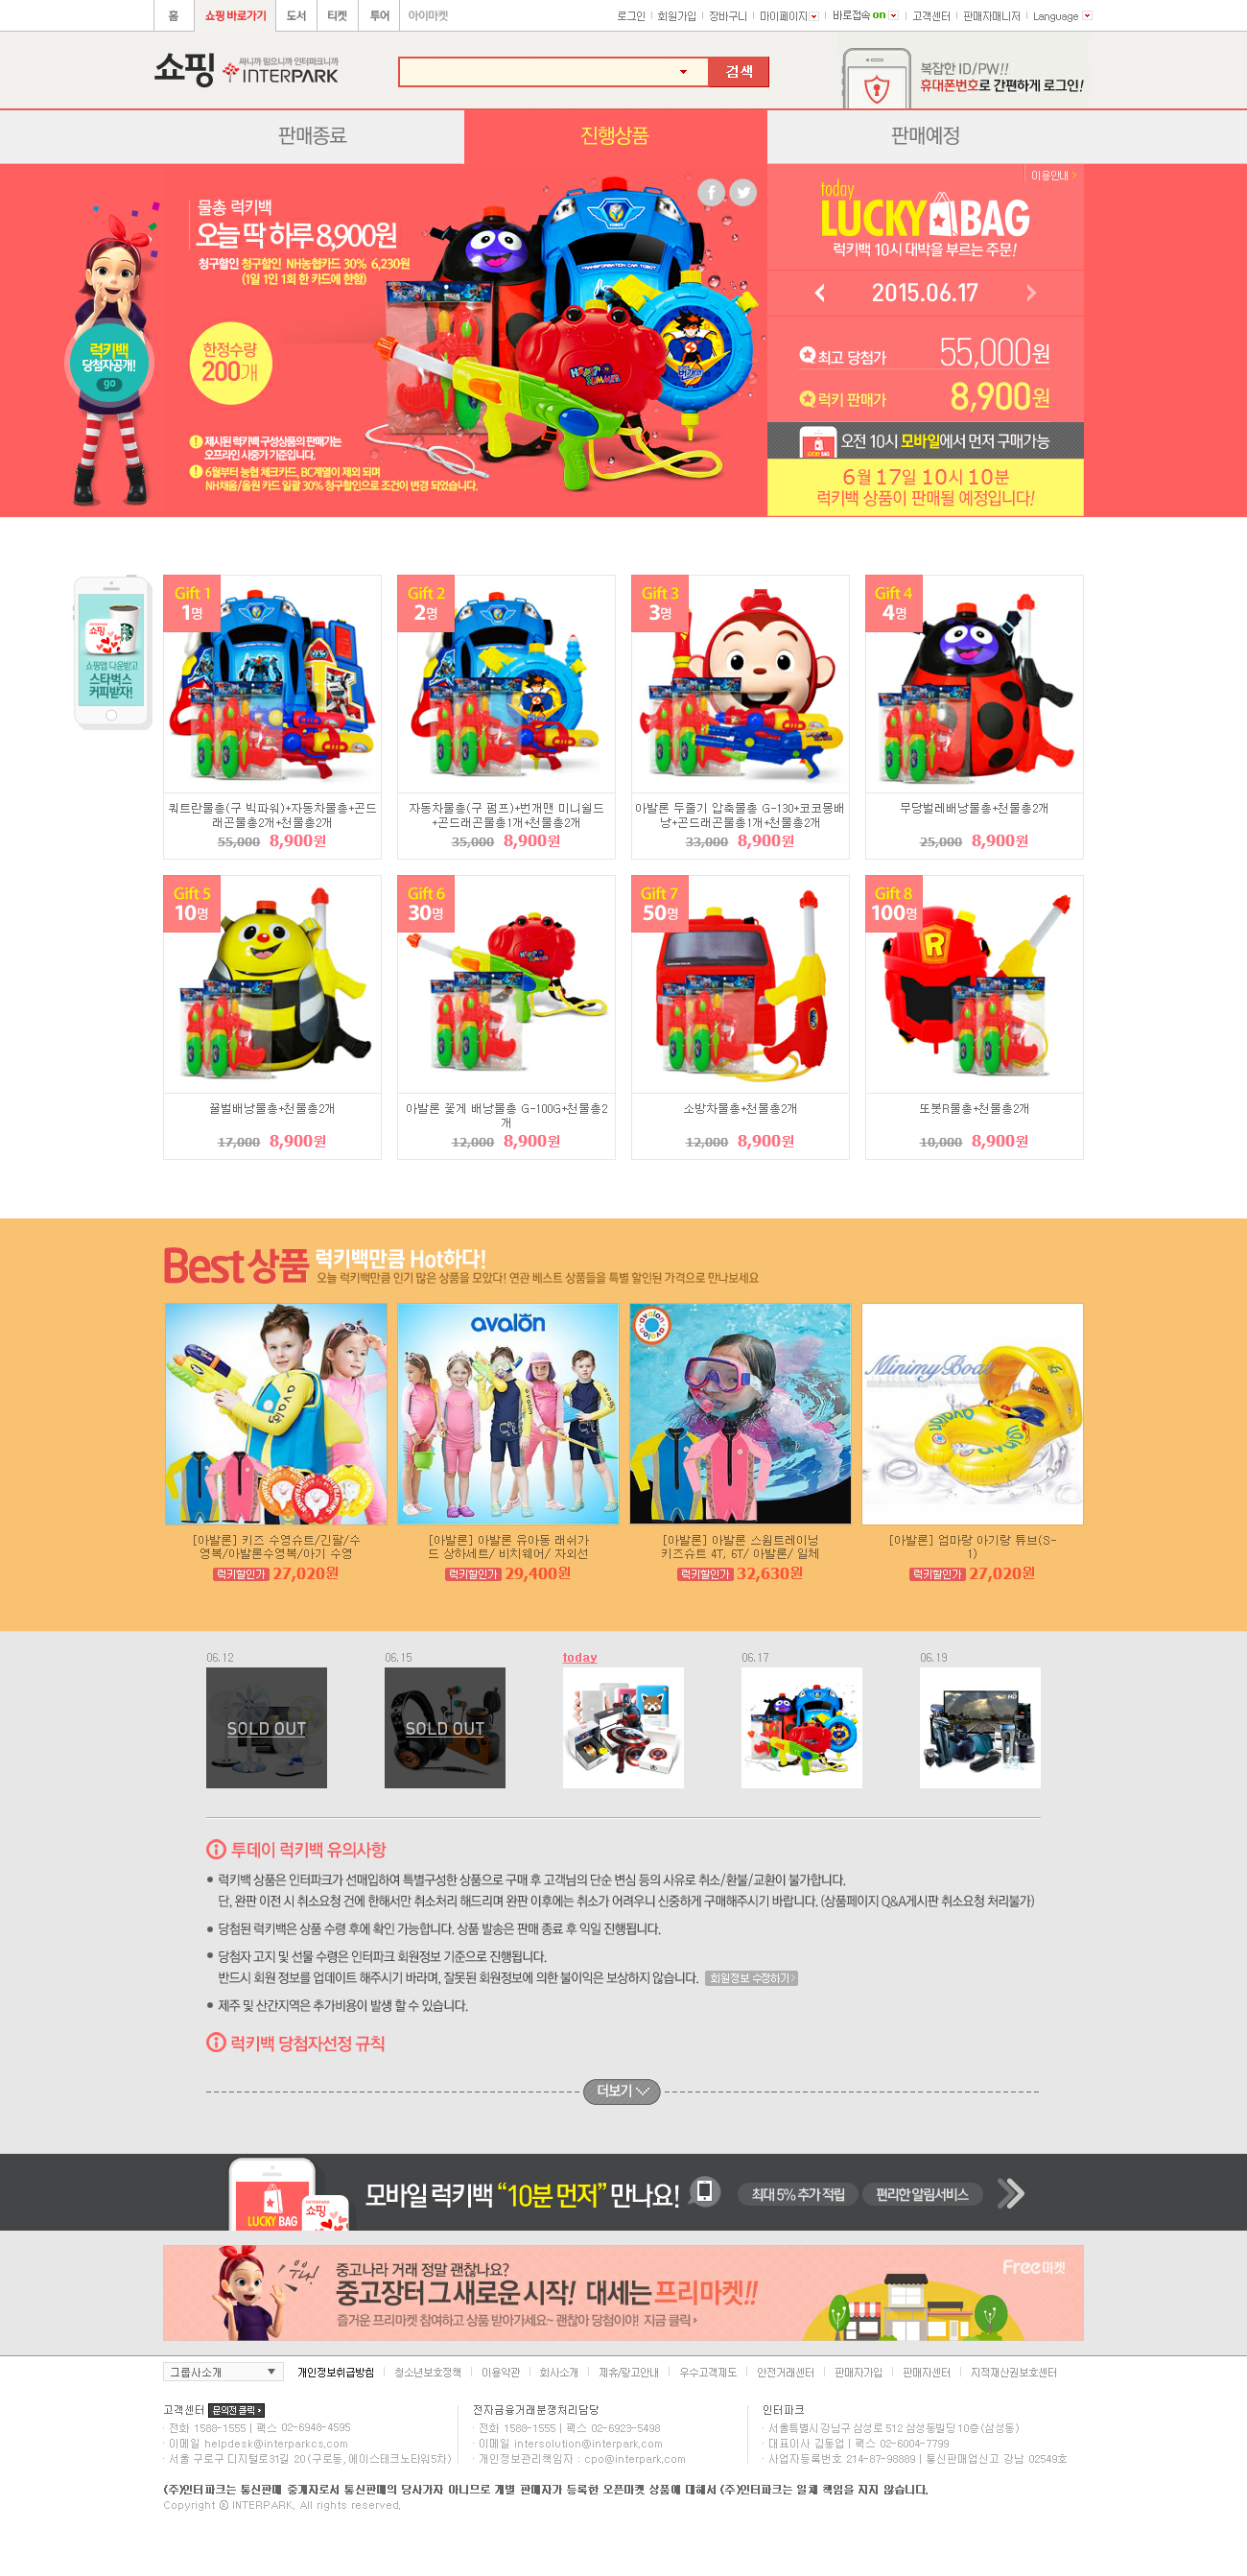 홈 쇼핑 바로가기 도서 티켓 투어 아이마켓
로그인 회원가입 장바구니 마이페이지 바로접속 on 고객센터 판매자매니저 Language
쇼핑 싸니까 믿으니까 인터파크니까
INTERPARK
검색
복잡한 ID/PW!!
휴대폰번호로 간편하게 로그인!
판매종료 진행상품 판매예정
물총 럭키백
오늘 딱 하루 8,900원
청구할인 청구할인 NH농협카드 30% 6,230원
(1일 1인 1회 한 카드에 한함)
한정수량
200개
럭키백
당첨자공개!
go
제시된 럭키백 구성상품의 판매가는
오프라인 시중가 기준입니다.
6월부터 농협 체크카드, BC계열이 제외 되며
NH채움/올원 카드 일괄 30% 청구할인으로 조건이 변경 되었습니다.
이용안내
today
LUCKY BAG
럭키백 10시 대박을 부르는 주문!
2015.06.17
최고 당첨가 55,000원
럭키 판매가 8,900원
LUCKY BAG
오전 10시 모바일에서 먼저 구매가능
6월 17일 10시 10분
럭키백 상품이 판매될 예정입니다!
쇼핑
쇼핑앱 다운받고
스타벅스
커피받자!
Gift 1
1명
쿼트란물총(구 빅파워)+자동차물총+곤드
래곤물총2개+천물총2개
55,000 8,900원
Gift 2
2명
자동차물총(구 펌프)+번개맨 미니쉴드
+곤드래곤물총1개+천물총2개
35,000 8,900원
Gift 3
3명
아발론 두줄기 압축물총 G-130+코코몽배
낭+곤드래곤물총1개+천물총2개
33,000 8,900원
Gift 4
4명
무당벌레배낭물총+천물총2개
25,000 8,900원
Gift 5
10명
꿀벌배낭물총+천물총2개
17,000 8,900원
Gift 6
30명
아발론 꽃게 배낭물총 G-100G+천물총2
개
12,000 8,900원
Gift 7
50명
소방차물총+천물총2개
12,000 8,900원
Gift 8
100명
또봇R물총+천물총2개
10,000 8,900원
Best 상품 럭키백만큼 Hot하다!
오늘 럭키백만큼 인기 많은 상품을 모았다! 연관 베스트 상품들을 특별 할인된 가격으로 만나보세요
avalon
Minimy Boat
[아발론] 키즈 수영슈트/긴팔/수
영복/아발론수영복/아기 수영
럭키할인가 27,020원
[아발론] 아발론 유아동 래쉬가
드 상하세트/ 비치웨어/ 자외선
럭키할인가 29,400원
[아발론] 아발론 스윔트레이닝
키즈슈트 4T, 6T/ 아발론/ 일체
럭키할인가 32,630원
[아발론] 엄마랑 아기랑 튜브(S-
1)
럭키할인가 27,020원
06.12 06.15 today 06.17 06.19
SOLD OUT SOLD OUT
투데이 럭키백 유의사항
럭키백 상품은 인터파크가 선매입하여 특별구성한 상품으로 구매 후 고객님의 단순 변심 등의 사유로 취소/환불/교환이 불가합니다.
단, 완판 이전 시 취소요청 건에 한해서만 취소처리 해드리며 완판 이후에는 취소가 어려우니 신중하게 구매해주시기 바랍니다. (상품페이지 Q&A게시판 취소요청 처리불가)
당첨된 럭키백은 상품 수령 후에 확인 가능합니다. 상품 발송은 판매 종료 후 익일 진행됩니다.
당첨자 고지 및 선물 수령은 인터파크 회원정보 기준으로 진행됩니다.
반드시 회원 정보를 업데이트 해주시기 바라며, 잘못된 회원정보에 의한 불이익은 보상하지 않습니다. 회원정보 수정하기
제주 및 산간지역은 추가비용이 발생 할 수 있습니다.
럭키백 당첨자선정 규칙
더보기
LUCKY BAG
쇼핑
모바일 럭키백 “10분 먼저” 만나요! 최대 5% 추가 적립 편리한 알림서비스
중고나라 거래 정말 괜찮나요?
중고장터 그 새로운 시작! 대세는 프리마켓!!
즐거운 프리마켓 참여하고 상품 받아가세요~ 괜찮아 당첨이야! 지금 클릭
Free마켓
그룹사소개 개인정보취급방침 청소년보호정책 이용약관 회사소개 제휴/광고안내 우수고객제도 안전거래센터 판매자가입 판매자센터 지적재산권보호센터
고객센터 문의전 클릭
· 전화 1588-1555 | 팩스 02-6948-4595
· 이메일 helpdesk@interparkcs.com
· 서울 구로구 디지털로31길 20 (구로동, 에이스테크노타워5차)
전자금융거래분쟁처리담당
· 전화 1588-1555 | 팩스 02-6923-5498
· 이메일 intersolution@interpark.com
· 개인정보관리책임자 : cpo@interpark.com
인터파크
· 서울특별시 강남구 삼성로 512 삼성동빌딩 10층 (삼성동)
· 대표이사 김동업 | 팩스 02-6004-7799
· 사업자등록번호 214-87-98889 | 통신판매업신고 강남 02549호
(주)인터파크는 통신판매 중개자로서 통신판매의 당사가자 아니므로 개별 판매자가 등록한 오픈마켓 상품에 대해서 (주)인터파크는 일체 책임을 지지 않습니다.
Copyright ⓒ INTERPARK. All rights reserved.